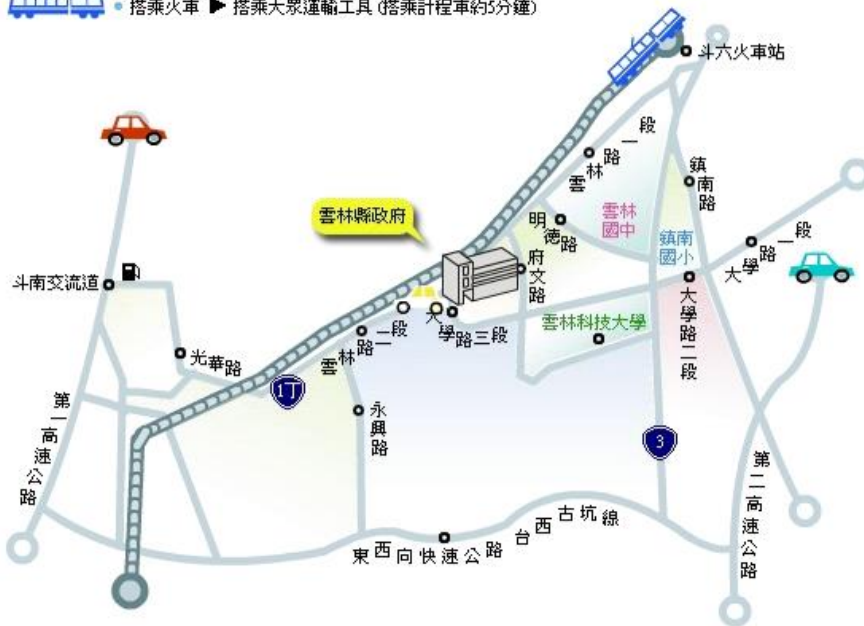 搭乘火車 ▶ 搭乘大眾運輸工具 (搭乘計程車約5分鐘)
斗六火車站
雲林路一段
鎮南路
雲林國中
明德路
雲林縣政府
鎮南國小
大學路一段
府文路
斗南交流道
大學路二段
大學路三段
雲林科技大學
雲林路二段
光華路
1丁
永興路
3
第一高速公路
第二高速公路
東西向快速公路 台西古坑線